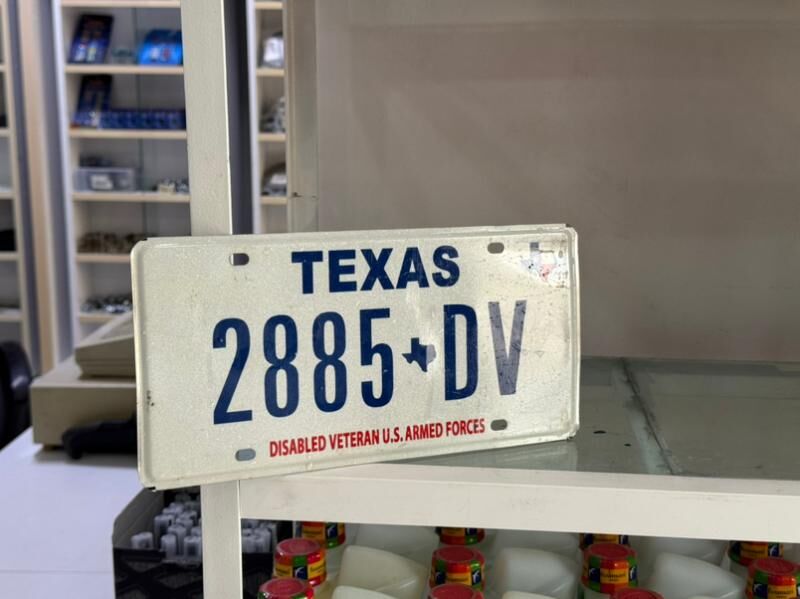 TEXAS
2885 DV
DISABLED VETERAN U.S. ARMED FORCES